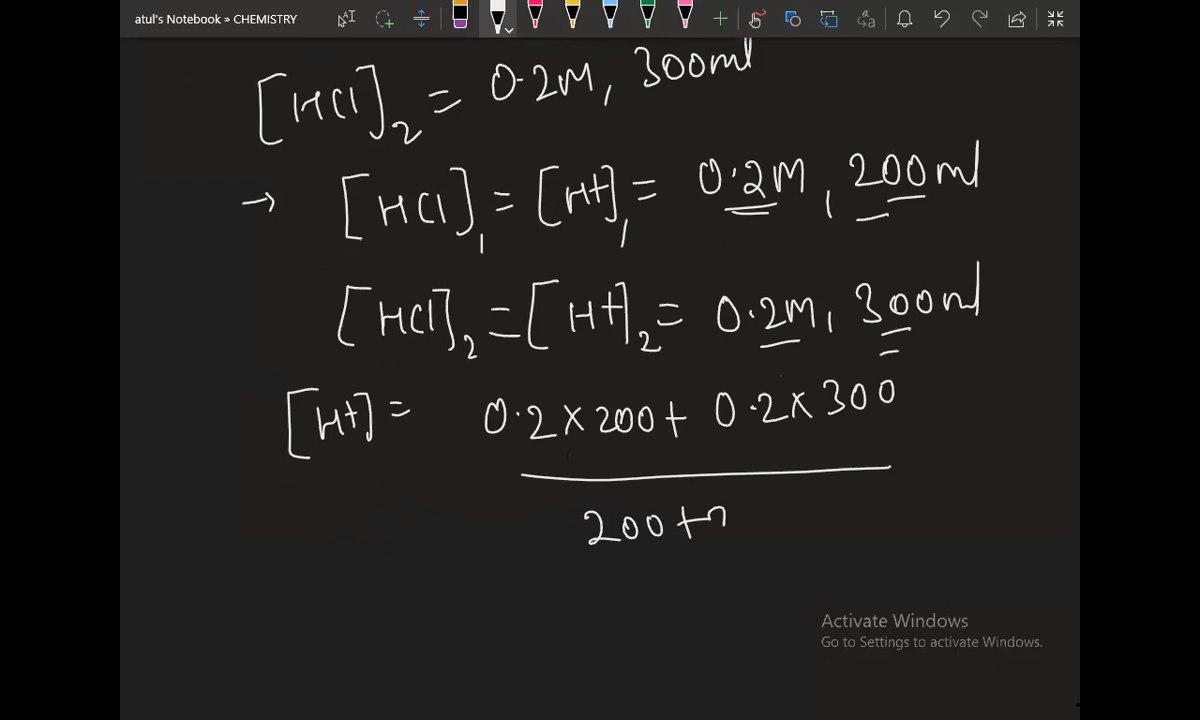 atul's Notebook » CHEMISTRY
[HCl]₂ = 0.2M, 300ml
→ [HCl]₁ = [H+]₁ = 0.2M, 200ml
[HCl]₂ = [H+]₂ = 0.2M, 300ml
[H+] = 0.2 × 200 + 0.2 × 300
200 +
Activate Windows
Go to Settings to activate Windows.